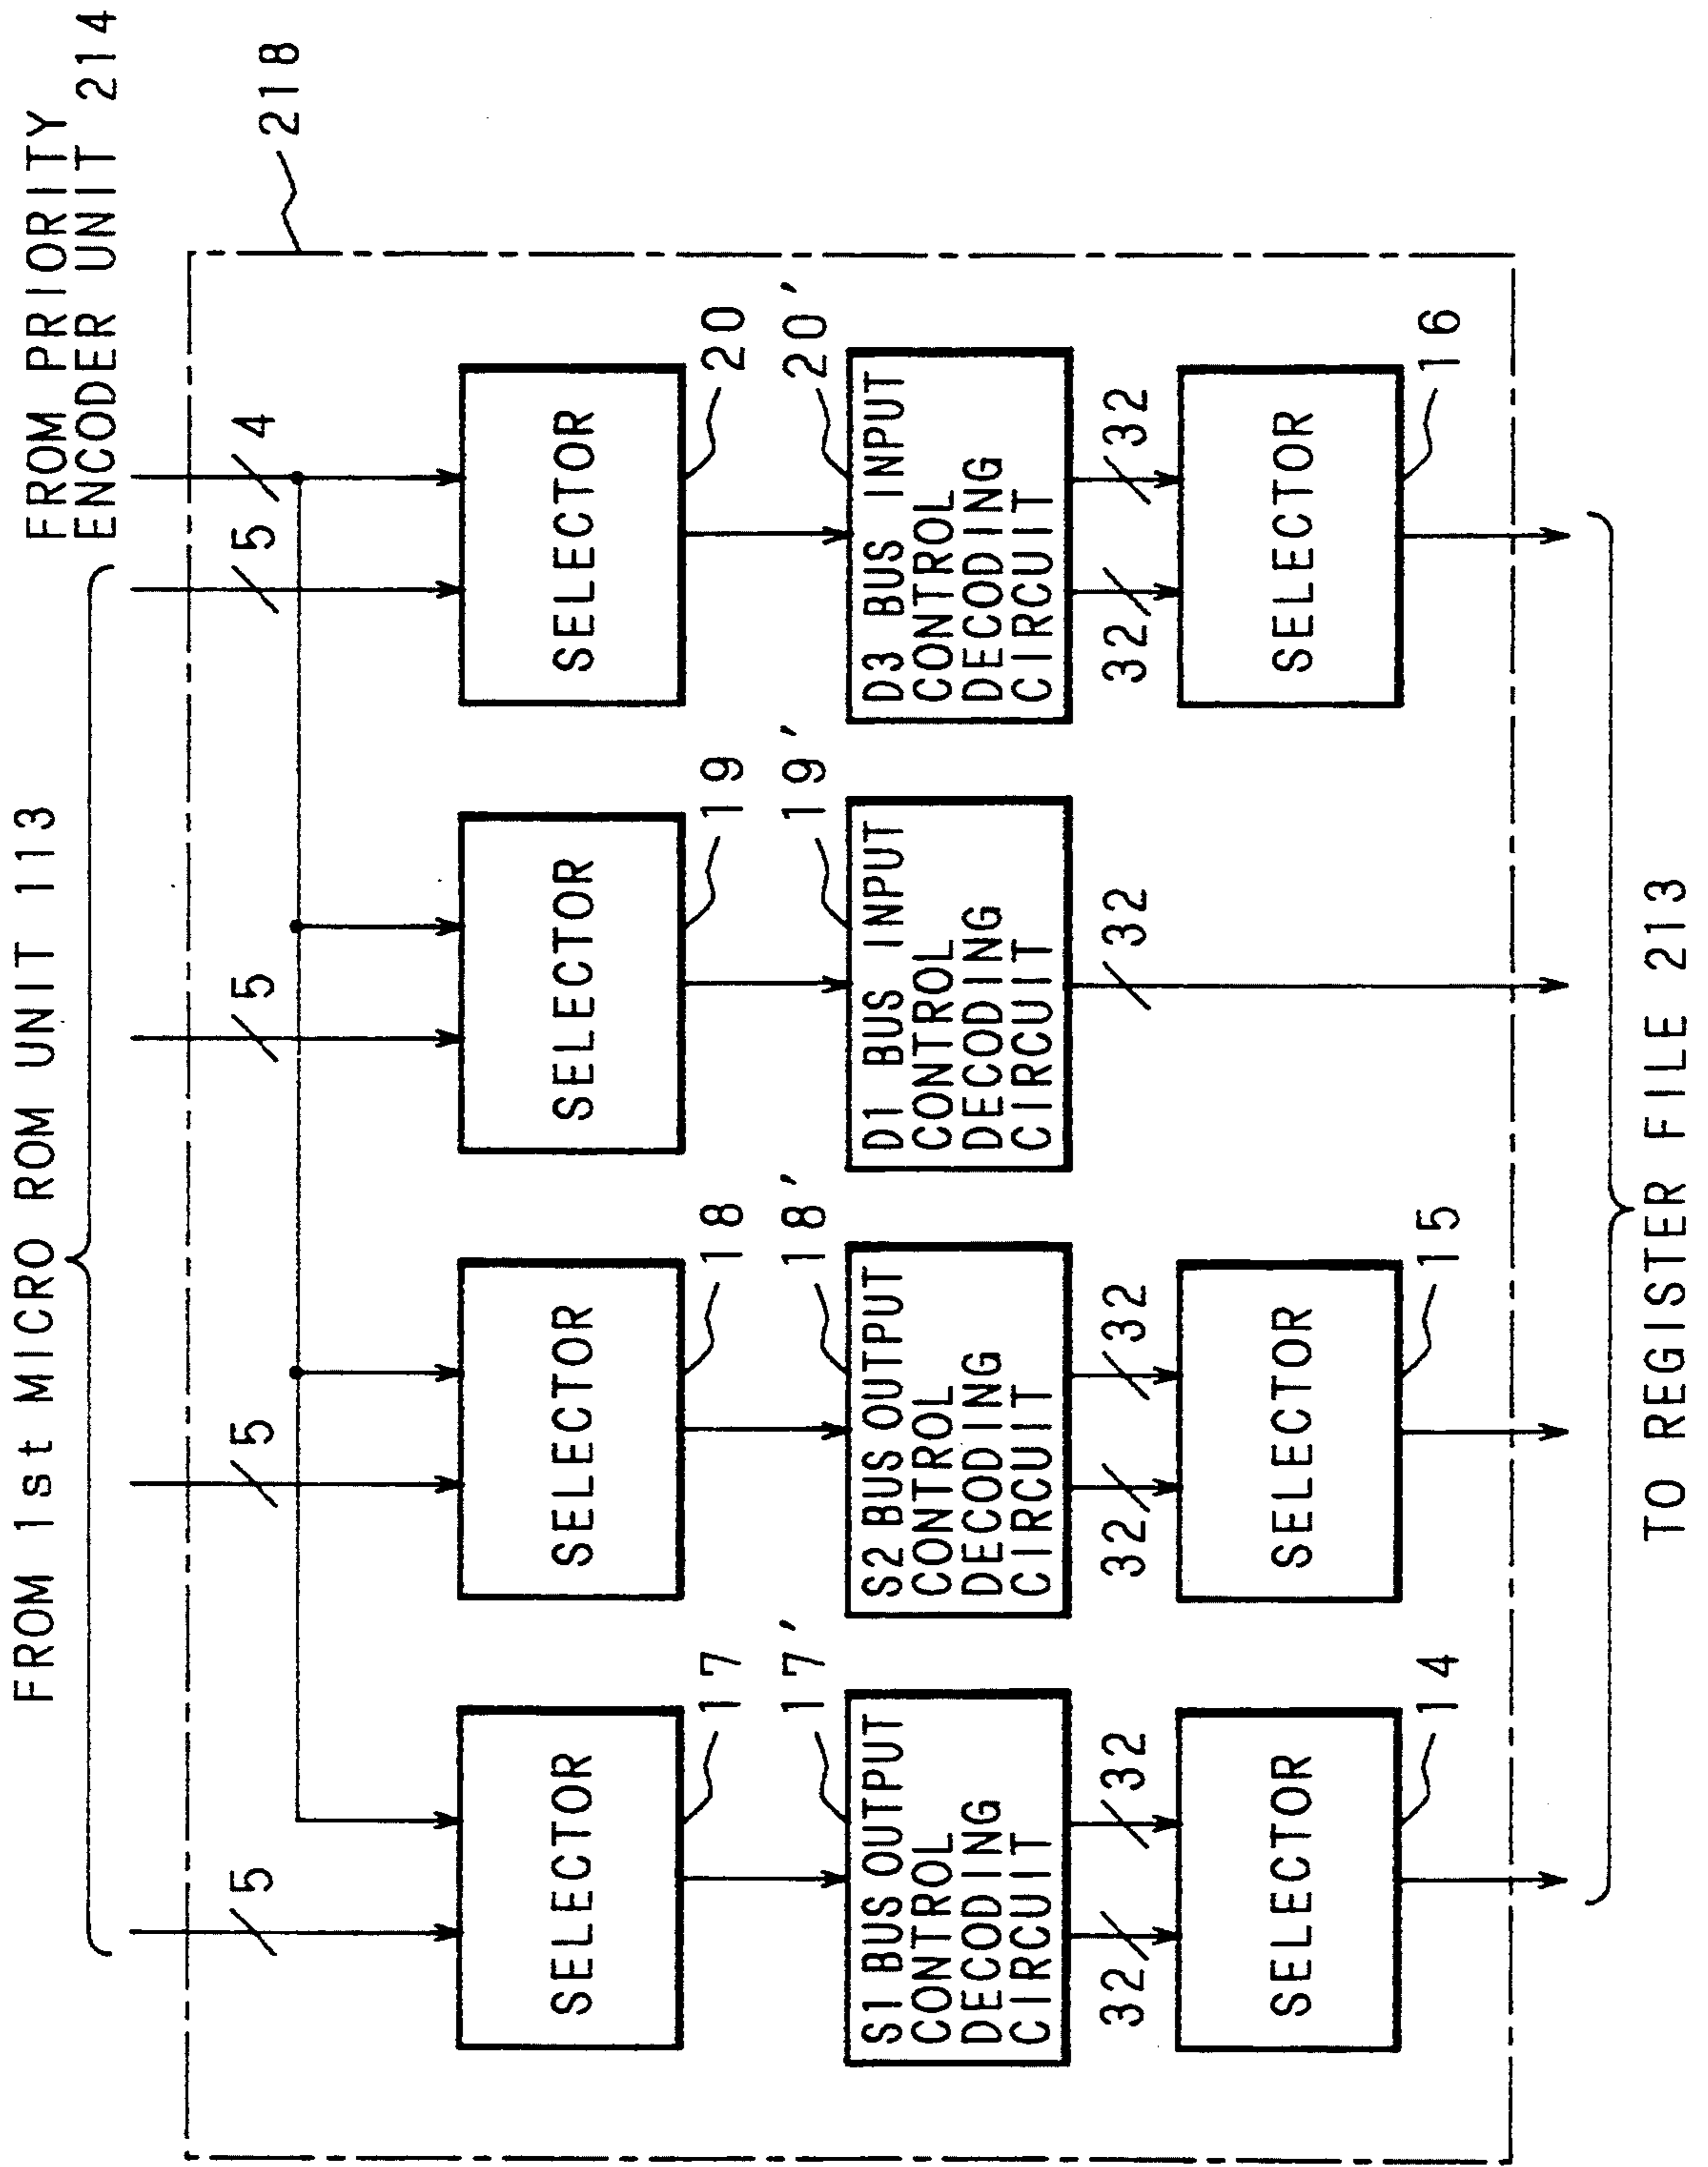 FROM 1st MICRO ROM UNIT 113
FROM PRIORITY
ENCODER UNIT 214
218
5
5
5
5
4
SELECTOR
SELECTOR
SELECTOR
SELECTOR
17
18
19
20
17'
18'
19'
20'
S1 BUS OUTPUT
CONTROL
DECODING
CIRCUIT
S2 BUS OUTPUT
CONTROL
DECODING
CIRCUIT
D1 BUS INPUT
CONTROL
DECODING
CIRCUIT
D3 BUS INPUT
CONTROL
DECODING
CIRCUIT
32
32
32
32
32
32
32
SELECTOR
SELECTOR
SELECTOR
14
15
16
TO REGISTER FILE 213